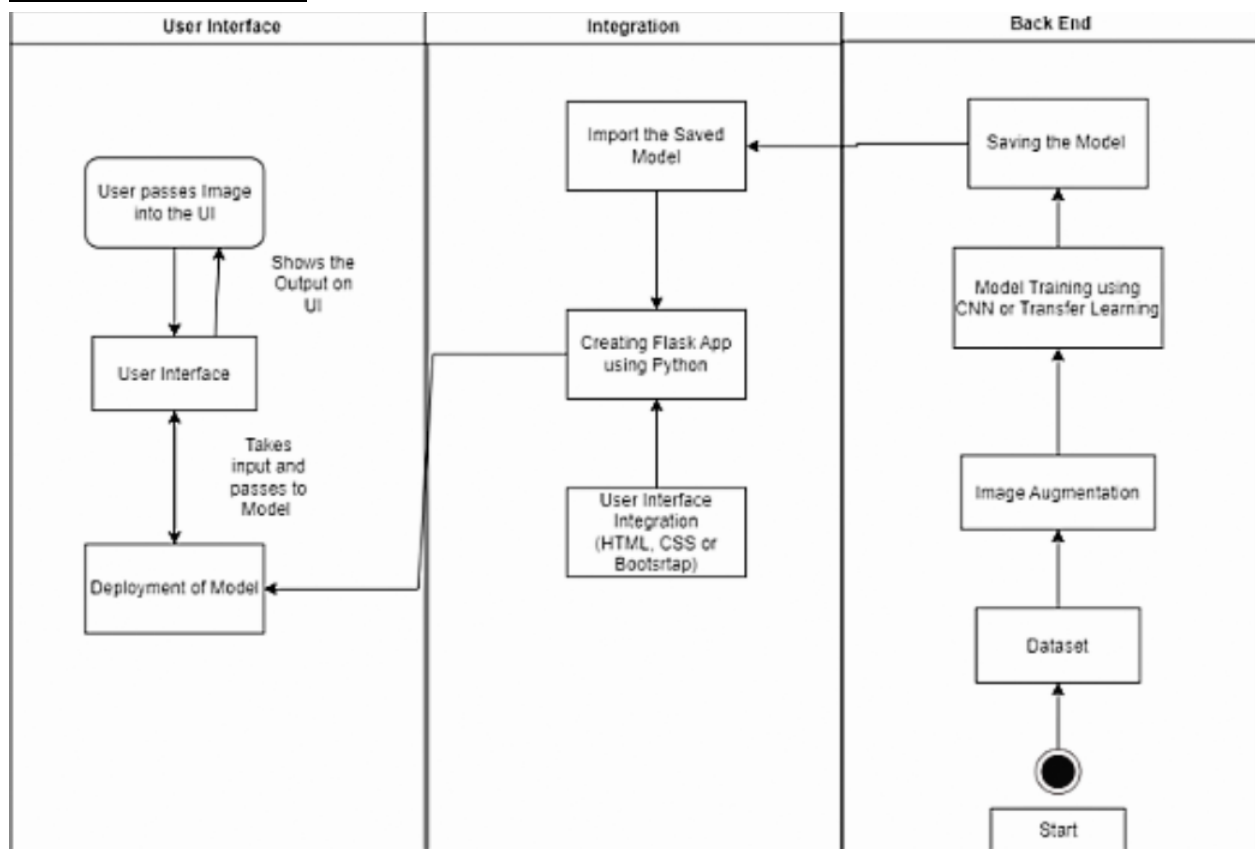 User Interface
Integration
Back End
User passes Image
into the UI
Shows the
Output on
UI
User Interface
Takes
input and
passes to
Model
Deployment of Model
Import the Saved
Model
Creating Flask App
using Python
User Interface
Integration
(HTML, CSS or
Bootsrtap)
Saving the Model
Model Training using
CNN or Transfer Learning
Image Augmentation
Dataset
Start